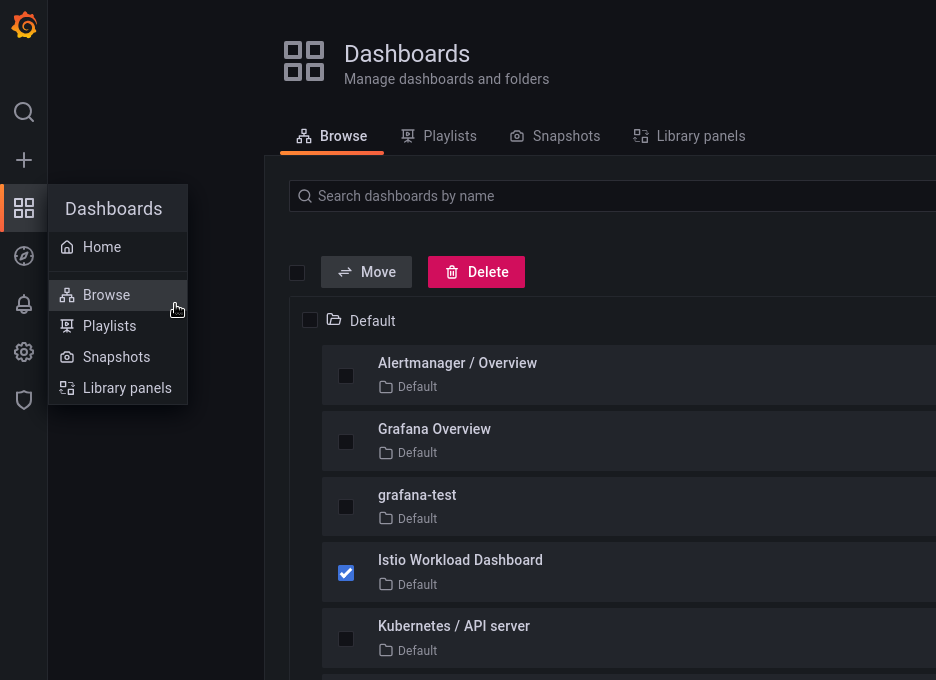 Dashboards
Manage dashboards and folders
Browse
Playlists
Snapshots
Library panels
Dashboards
Home
Browse
Playlists
Snapshots
Library panels
Search dashboards by name
Move
Delete
Default
Alertmanager / Overview
Default
Grafana Overview
Default
grafana-test
Default
Istio Workload Dashboard
Default
Kubernetes / API server
Default